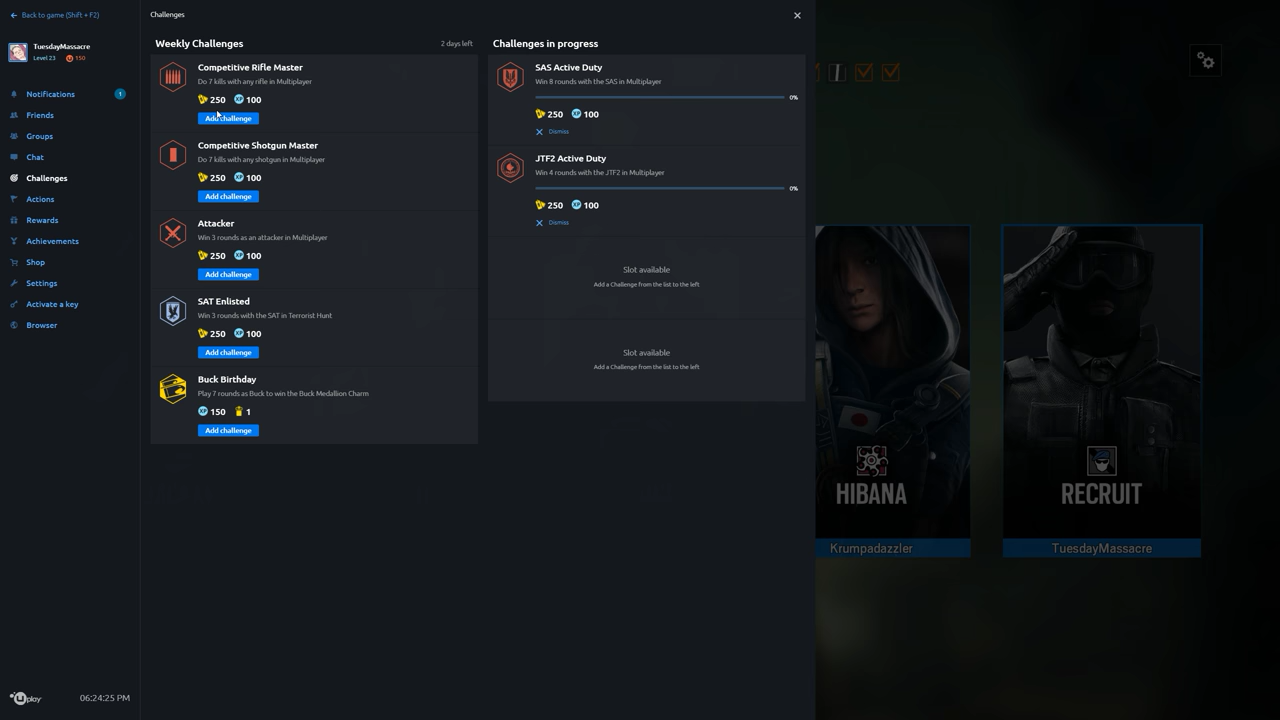 Back to game (Shift + F2)
TuesdayMassacre
Level 23 150
Notifications 1
Friends
Groups
Chat
Challenges
Actions
Rewards
Achievements
Shop
Settings
Activate a key
Browser
uplay 06:24:25 PM
Challenges
Weekly Challenges 2 days left
Competitive Rifle Master
Do 7 kills with any rifle in Multiplayer
250 XP 100
Add challenge
Competitive Shotgun Master
Do 7 kills with any shotgun in Multiplayer
250 XP 100
Add challenge
Attacker
Win 3 rounds as an attacker in Multiplayer
250 XP 100
Add challenge
SAT Enlisted
Win 3 rounds with the SAT in Terrorist Hunt
250 XP 100
Add challenge
Buck Birthday
Play 7 rounds as Buck to win the Buck Medallion Charm
XP 150 1
Add challenge
Challenges in progress
SAS Active Duty
Win 8 rounds with the SAS in Multiplayer
0%
250 XP 100
Dismiss
JTF2 Active Duty
Win 4 rounds with the JTF2 in Multiplayer
0%
250 XP 100
Dismiss
Slot available
Add a Challenge from the list to the left
Slot available
Add a Challenge from the list to the left
HIBANA
Krumpadazzler
RECRUIT
TuesdayMassacre